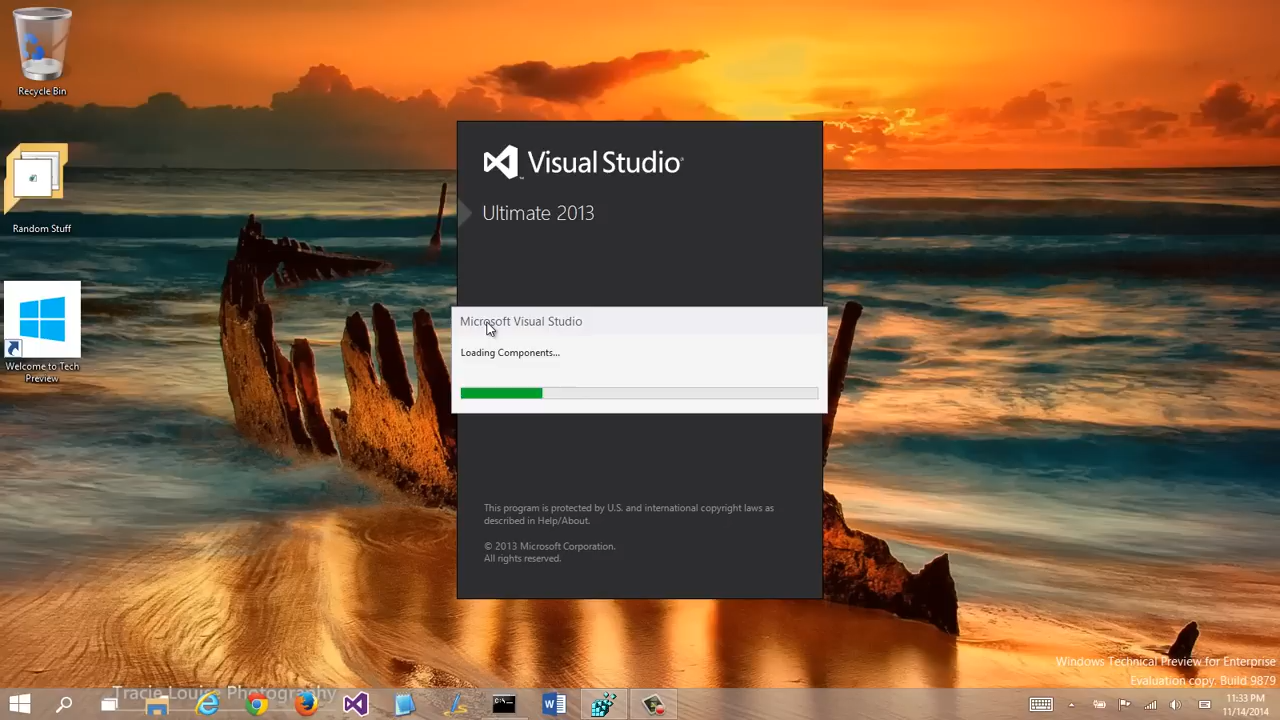 Recycle Bin
Random Stuff
Welcome to Tech
Preview
Visual Studio
Ultimate 2013
Microsoft Visual Studio
Loading Components...
This program is protected by U.S. and international copyright laws as
described in Help/About.
© 2013 Microsoft Corporation.
All rights reserved.
Windows Technical Preview for Enterprise
Evaluation copy. Build 9879
Tracie Louise Photography
11:33 PM
11/14/2014